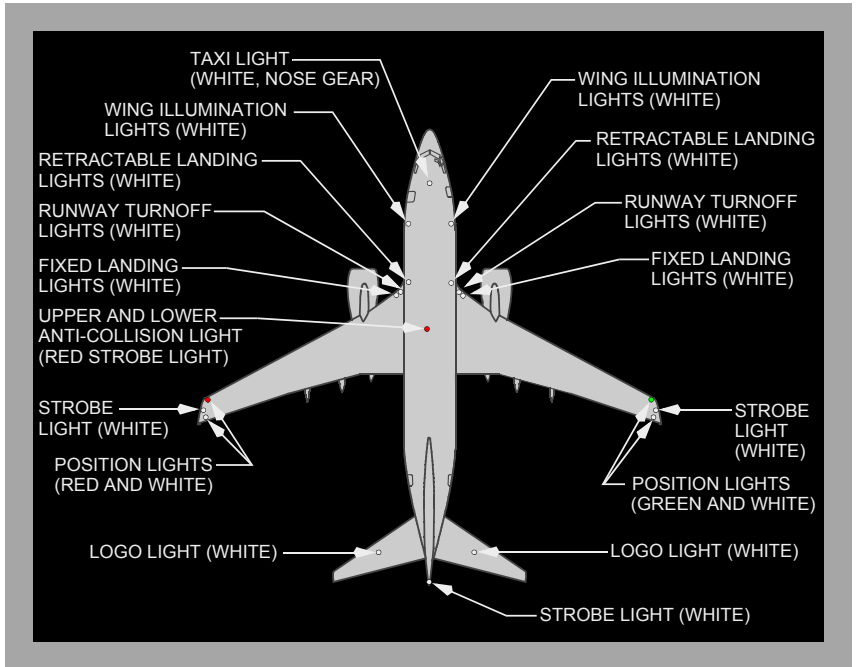 TAXI LIGHT
(WHITE, NOSE GEAR)
WING ILLUMINATION
LIGHTS (WHITE)
WING ILLUMINATION
LIGHTS (WHITE)
RETRACTABLE LANDING
LIGHTS (WHITE)
RETRACTABLE LANDING
LIGHTS (WHITE)
RUNWAY TURNOFF
LIGHTS (WHITE)
RUNWAY TURNOFF
LIGHTS (WHITE)
FIXED LANDING
LIGHTS (WHITE)
FIXED LANDING
LIGHTS (WHITE)
UPPER AND LOWER
ANTI-COLLISION LIGHT
(RED STROBE LIGHT)
STROBE
LIGHT (WHITE)
STROBE
LIGHT
(WHITE)
POSITION LIGHTS
(RED AND WHITE)
POSITION LIGHTS
(GREEN AND WHITE)
LOGO LIGHT (WHITE)
LOGO LIGHT (WHITE)
STROBE LIGHT (WHITE)